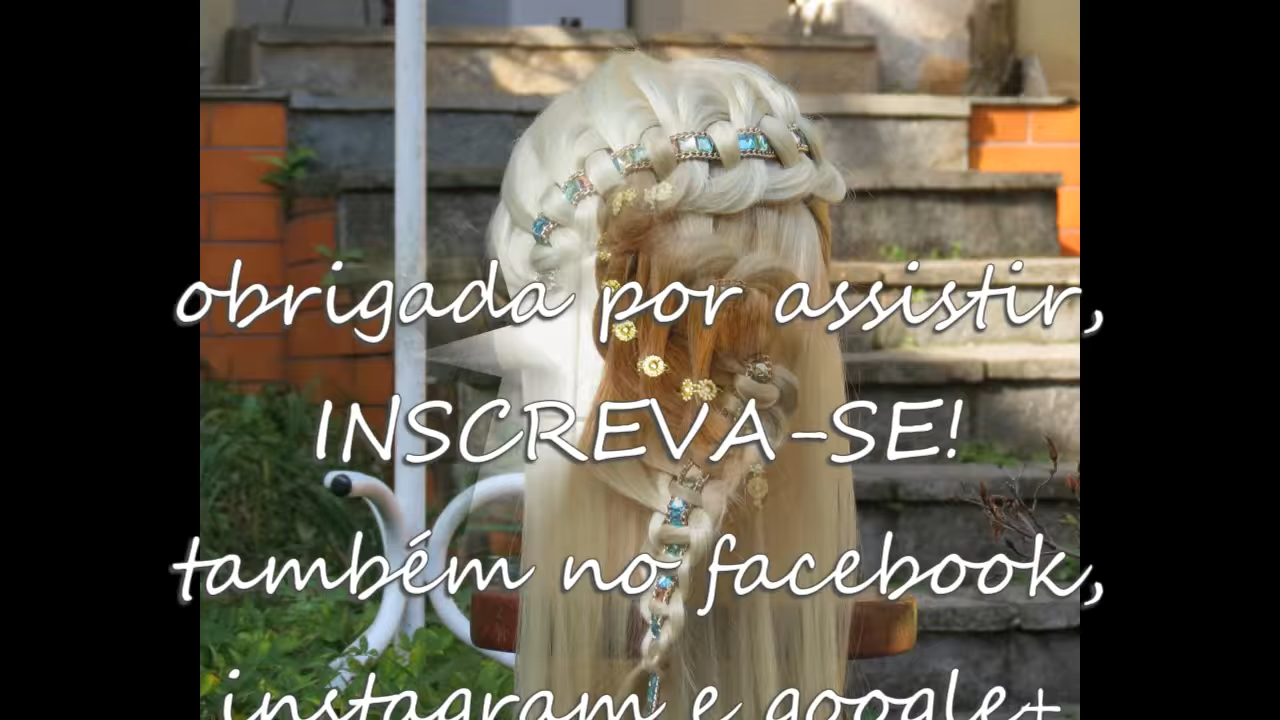 obrigada por assistir,
INSCREVA-SE!
também no facebook,
instagram e google+